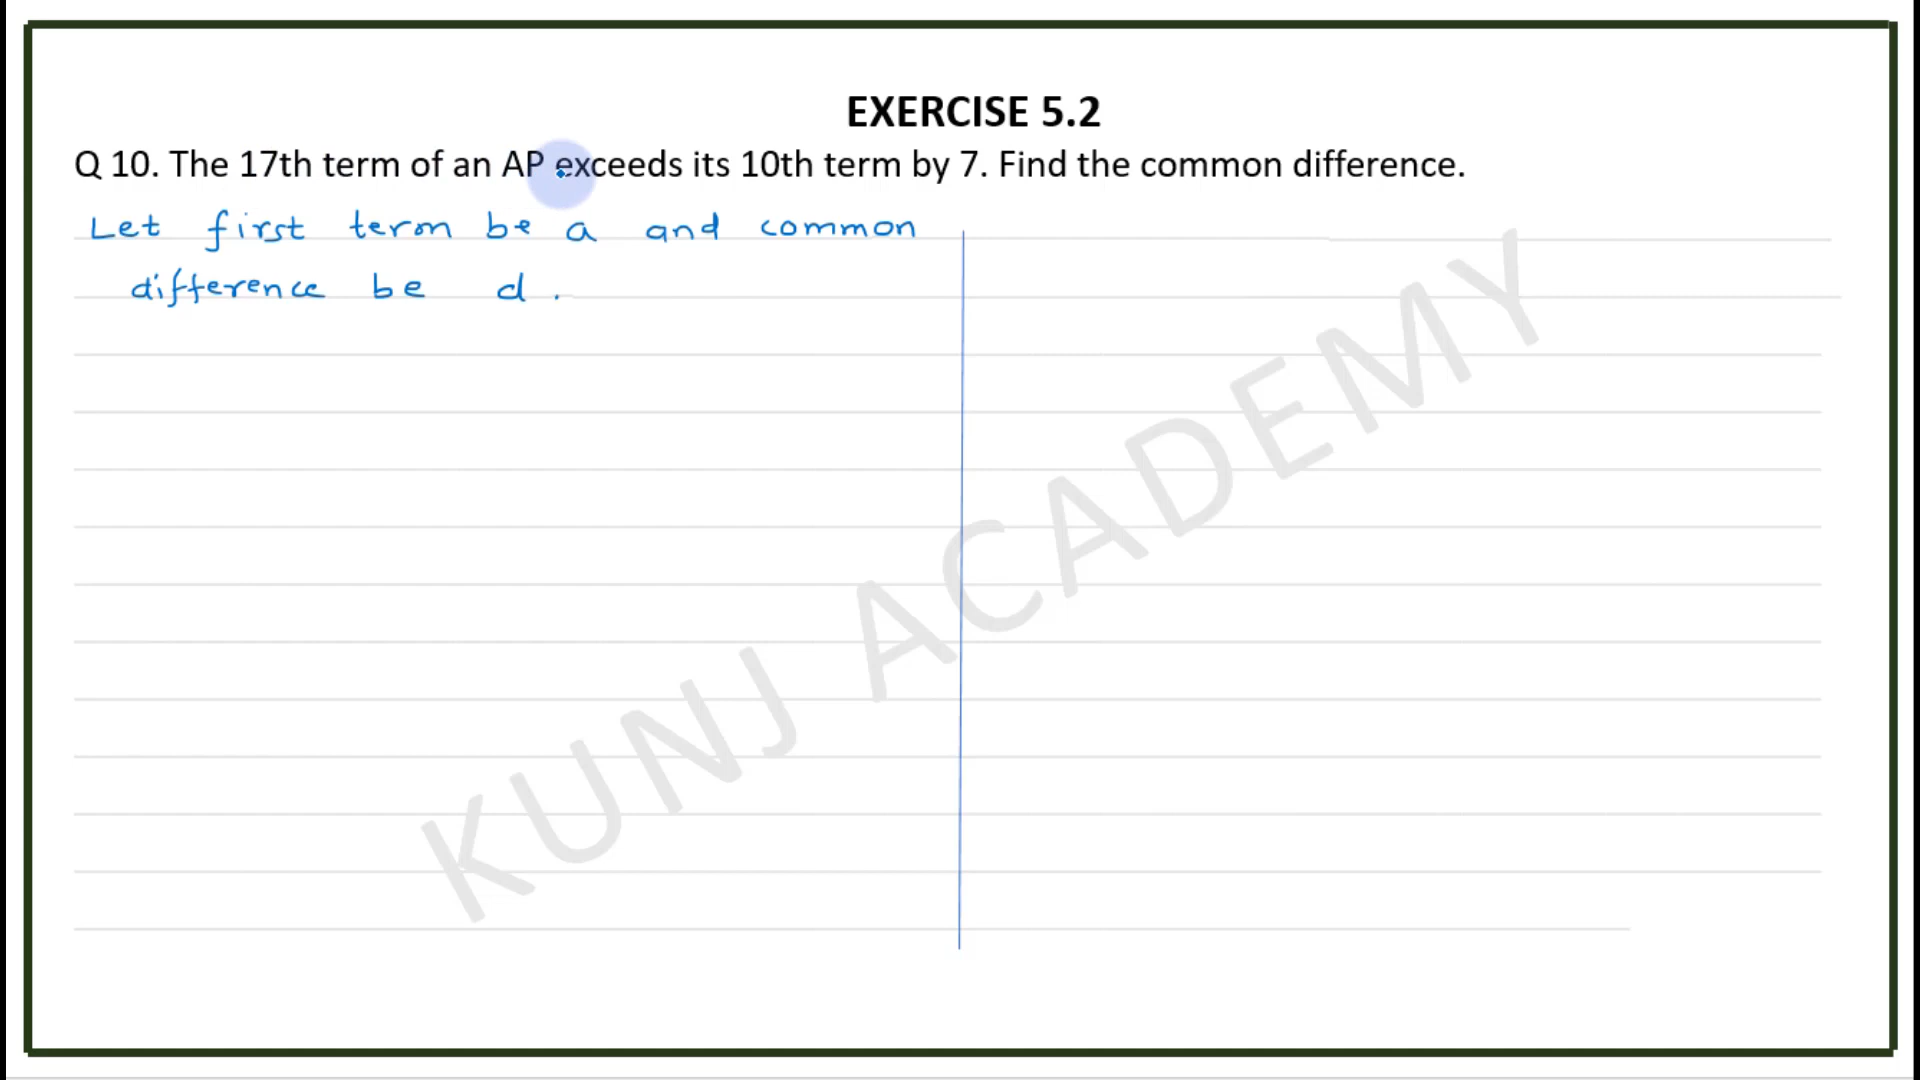 EXERCISE 5.2
Q 10. The 17th term of an AP exceeds its 10th term by 7. Find the common difference.
Let first term be a and common
difference be d.
KUNJ ACADEMY